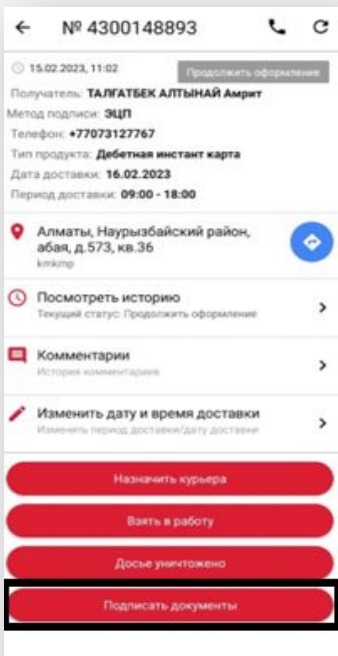 № 4300148893
15.02.2023, 11:02
Продолжить оформление
Получатель: ТАЛҒАТБЕК АЛТЫНАЙ Амрит
Метод подписи: ЭЦП
Телефон: +77073127767
Тип продукта: Дебетная инстант карта
Дата доставки: 16.02.2023
Период доставки: 09:00 - 18:00
Алматы, Наурызбайский район,
абая, д.573, кв.36
kmkmp
Посмотреть историю
Текущий статус: Продолжить оформление
Комментарии
История комментариев
Изменить дату и время доставки
Изменить период доставки/дату доставки
Назначить курьера
Взять в работу
Досье уничтожено
Подписать документы